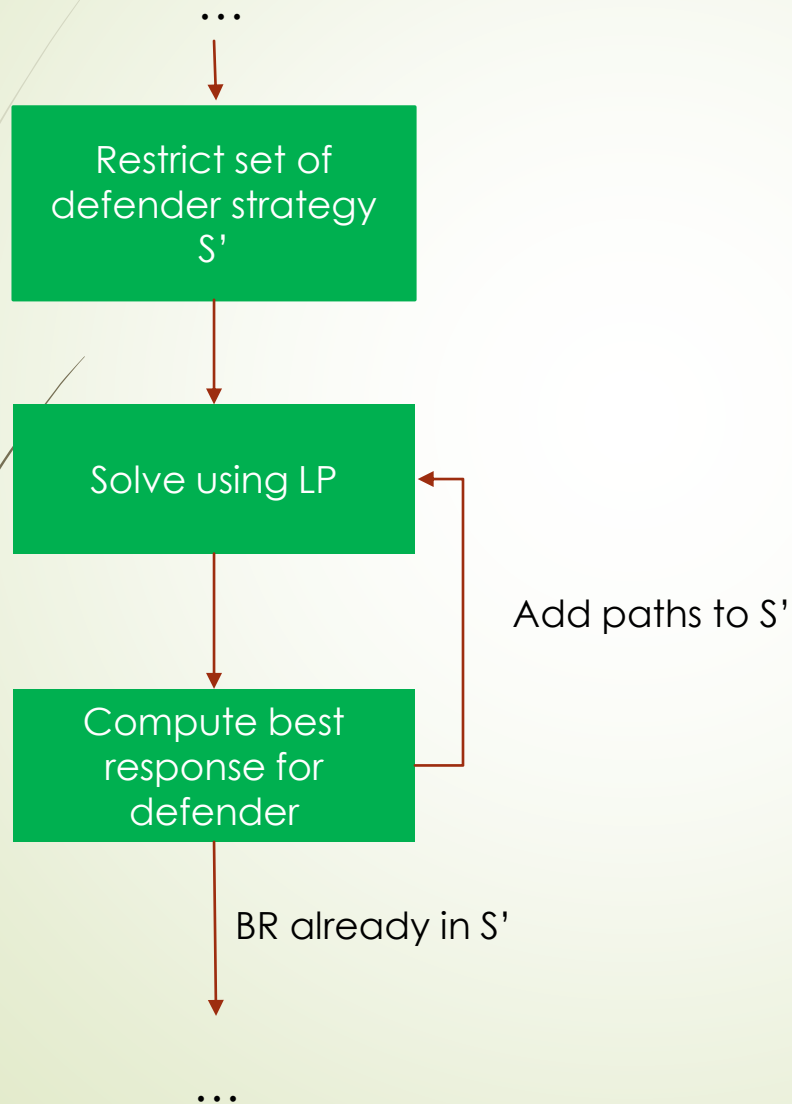 …
Restrict set of
defender strategy
S’
Solve using LP
Add paths to S’
Compute best
response for
defender
BR already in S’
…